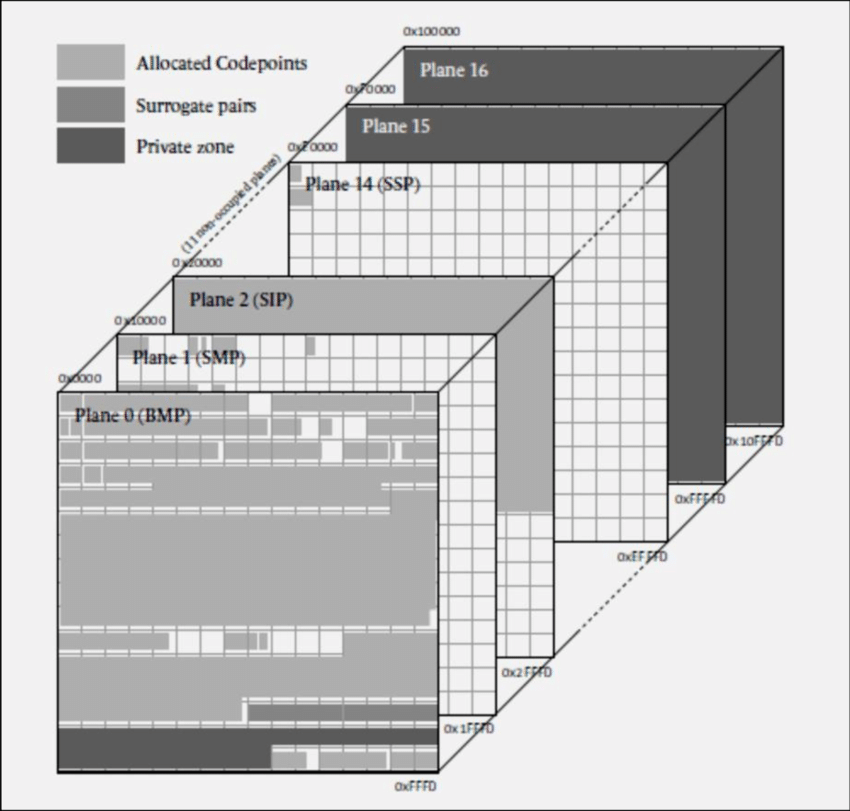 0x100000
Allocated Codepoints
Plane 16
0xF0000
Surrogate pairs
Plane 15
Private zone
0xE0000
Plane 14 (SSP)
(11 non-occupied planes)
0x20000
Plane 2 (SIP)
0x10000
Plane 1 (SMP)
0x0000
Plane 0 (BMP)
0x10FFFD
0xFFFFD
0xEFFFD
0x2FFFD
0x1FFFD
0xFFFD